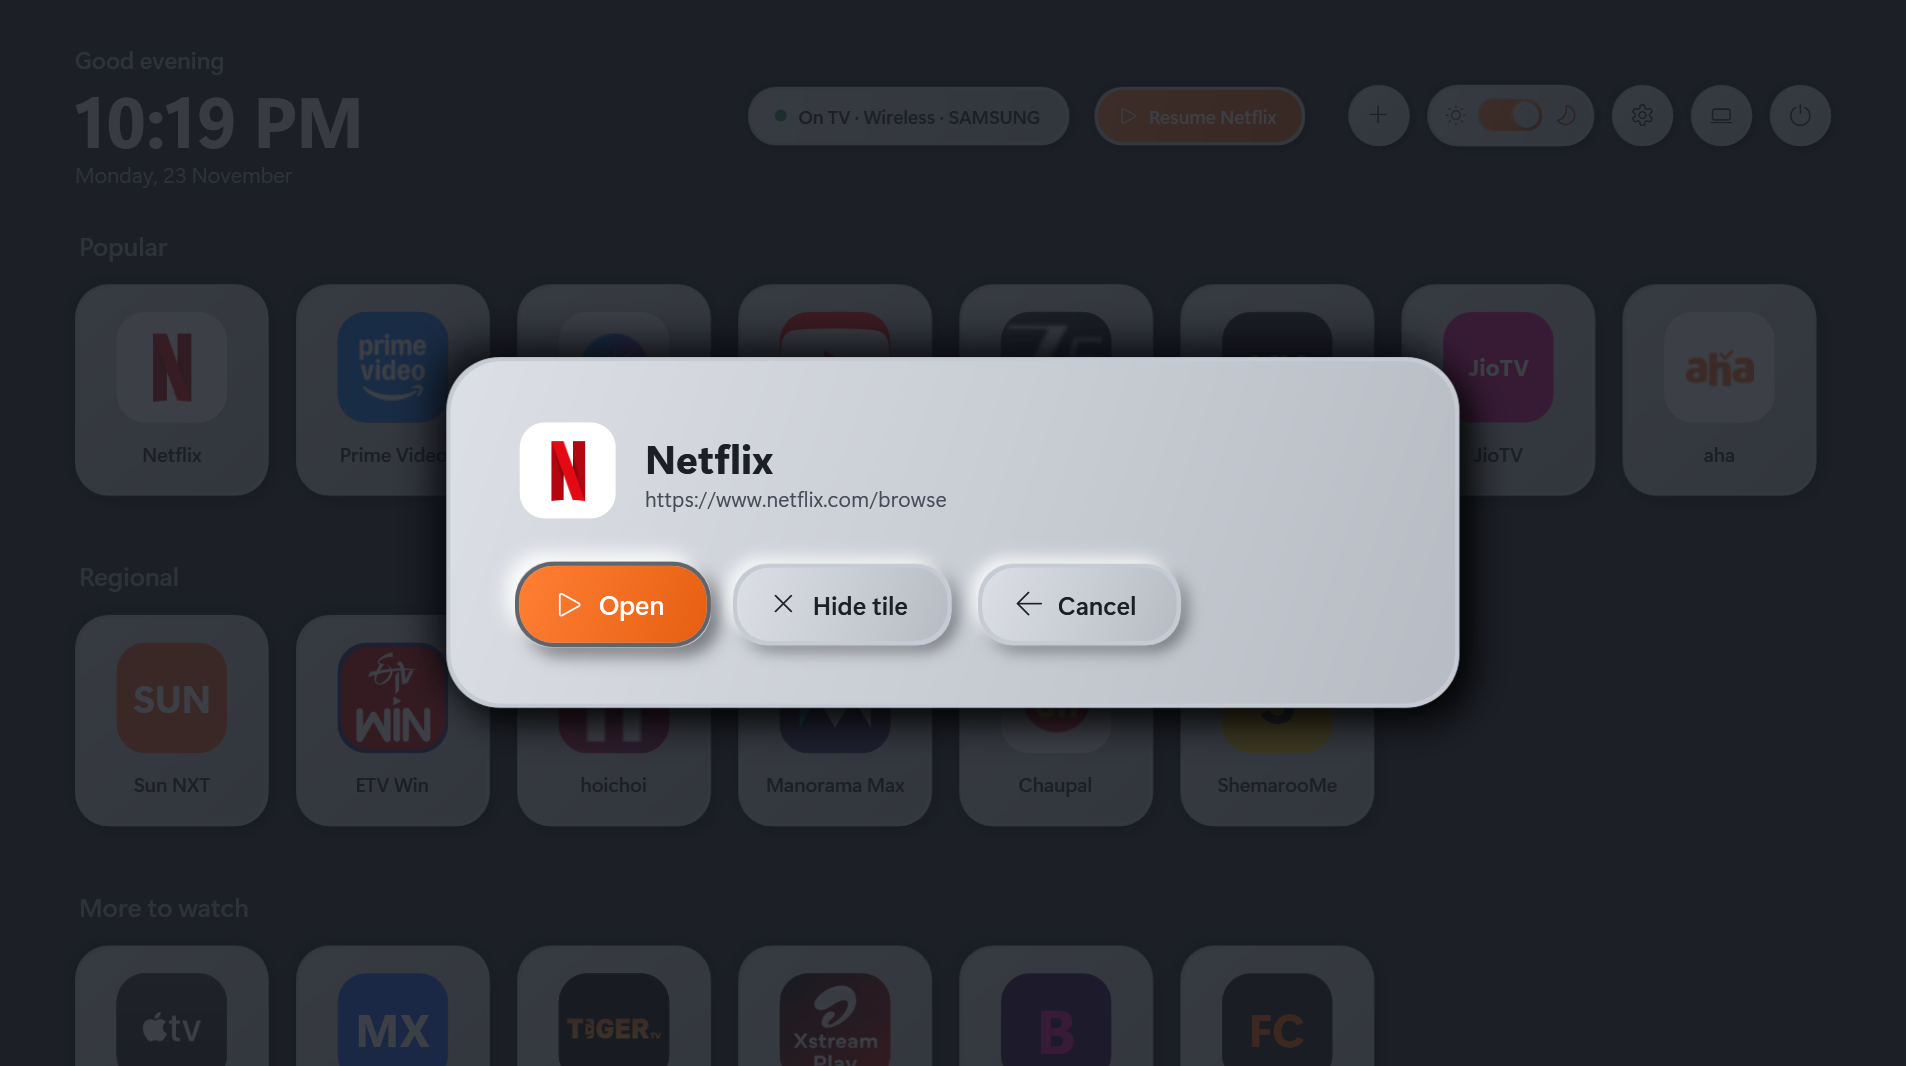 Good evening
10:19 PM
Monday, 23 November
On TV · Wireless · SAMSUNG
Resume Netflix
Popular
N
prime
video
JioTV
aha
Netflix
Prime Video
JioTV
aha
Netflix
https://www.netflix.com/browse
Open
Hide tile
Cancel
Regional
SUN
ETV
WIN
Sun NXT
ETV Win
hoichoi
Manorama Max
Chaupal
ShemarooMe
More to watch
tv
MX
TIGER TV
Xstream
Play
B
FC